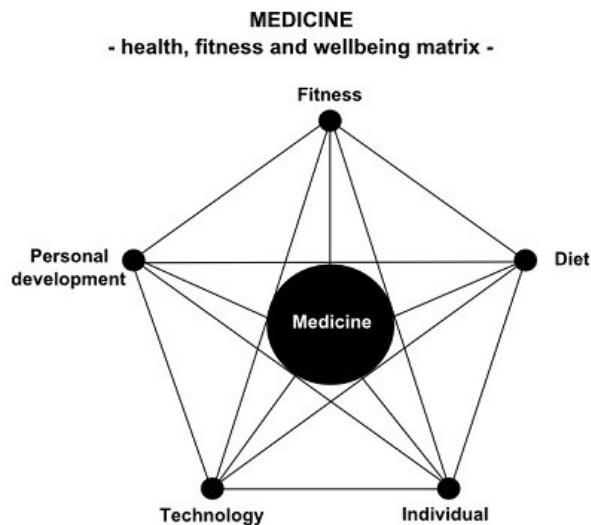 MEDICINE
- health, fitness and wellbeing matrix -
Fitness
Personal
development
Diet
Medicine
Technology
Individual